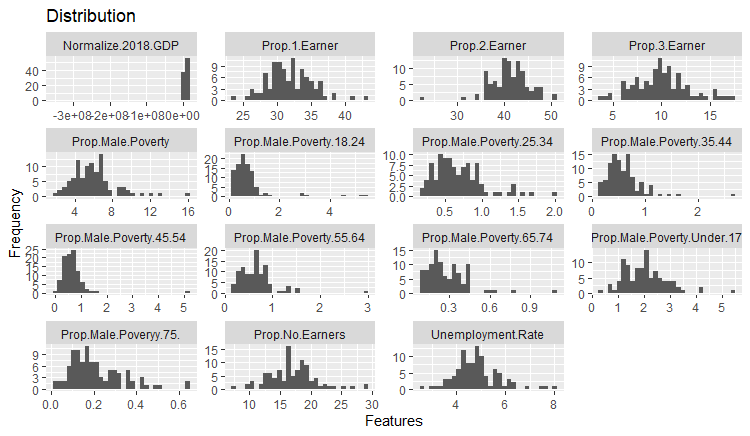 Distribution
Normalize.2018.GDP Prop.1.Earner Prop.2.Earner Prop.3.Earner
40
20
0
-3e+08-2e+08-1e+080e+00
9
6
3
0
25 30 35 40
10
5
0
30 40 50
9
6
3
0
5 10 15
Prop.Male.Poverty Prop.Male.Poverty.18.24 Prop.Male.Poverty.25.34 Prop.Male.Poverty.35.44
10
5
0
4 8 12 16
20
15
10
5
0
0 2 4
10.0
7.5
5.0
2.5
0.0
0.5 1.0 1.5 2.0
15
10
5
0
0 1 2
Prop.Male.Poverty.45.54 Prop.Male.Poverty.55.64 Prop.Male.Poverty.65.74 Prop.Male.Poverty.Under.17
25
20
15
10
5
0
0 1 2 3 4 5
20
15
10
5
0
0 1 2 3
15
10
5
0
0.3 0.6 0.9
10
5
0
0 1 2 3 4 5
Prop.Male.Poveryy.75. Prop.No.Earners Unemployment.Rate
9
6
3
0
0.0 0.2 0.4 0.6
15
10
5
0
10 15 20 25 30
10
5
0
4 6 8
Frequency
Features